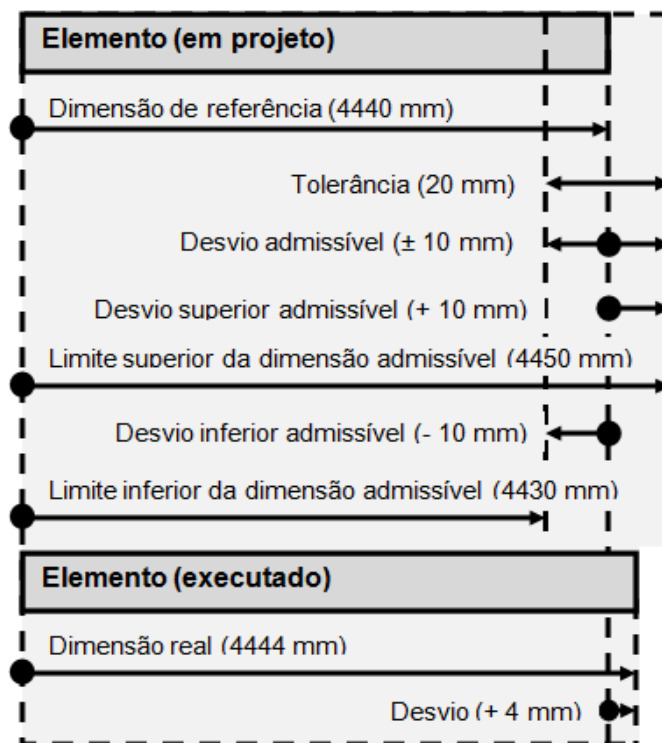 Elemento (em projeto)
Dimensão de referência (4440 mm)
Tolerância (20 mm)
Desvio admissível (± 10 mm)
Desvio superior admissível (+ 10 mm)
Limite superior da dimensão admissível (4450 mm)
Desvio inferior admissível (- 10 mm)
Limite inferior da dimensão admissível (4430 mm)
Elemento (executado)
Dimensão real (4444 mm)
Desvio (+ 4 mm)